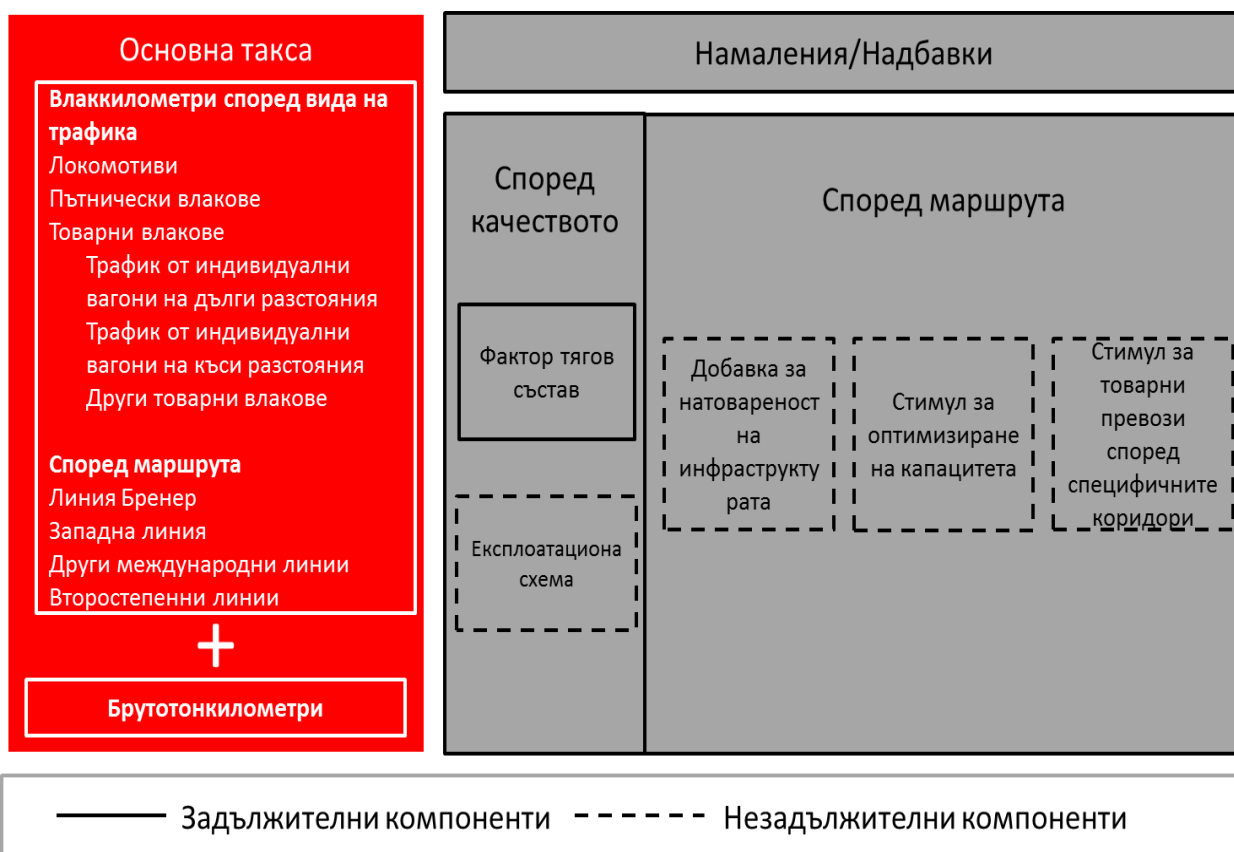 Основна такса
Влаккилометри според вида на
трафика
Локомотиви
Пътнически влакове
Товарни влакове
Трафик от индивидуални
вагони на дълги разстояния
Трафик от индивидуални
вагони на къси разстояния
Други товарни влакове
Според маршрута
Линия Бренер
Западна линия
Други международни линии
Второстепенни линии
+
Брутотонкилометри
Намаления/Надбавки
Според
качеството
Фактор тягов
състав
Експлоатациона
схема
Според маршрута
Добавка за
натовареност
на
инфраструкту
рата
Стимул за
оптимизиране
на капацитета
Стимул за
товарни
превози
според
специфичните
коридори
Задължителни компоненти
Незадължителни компоненти